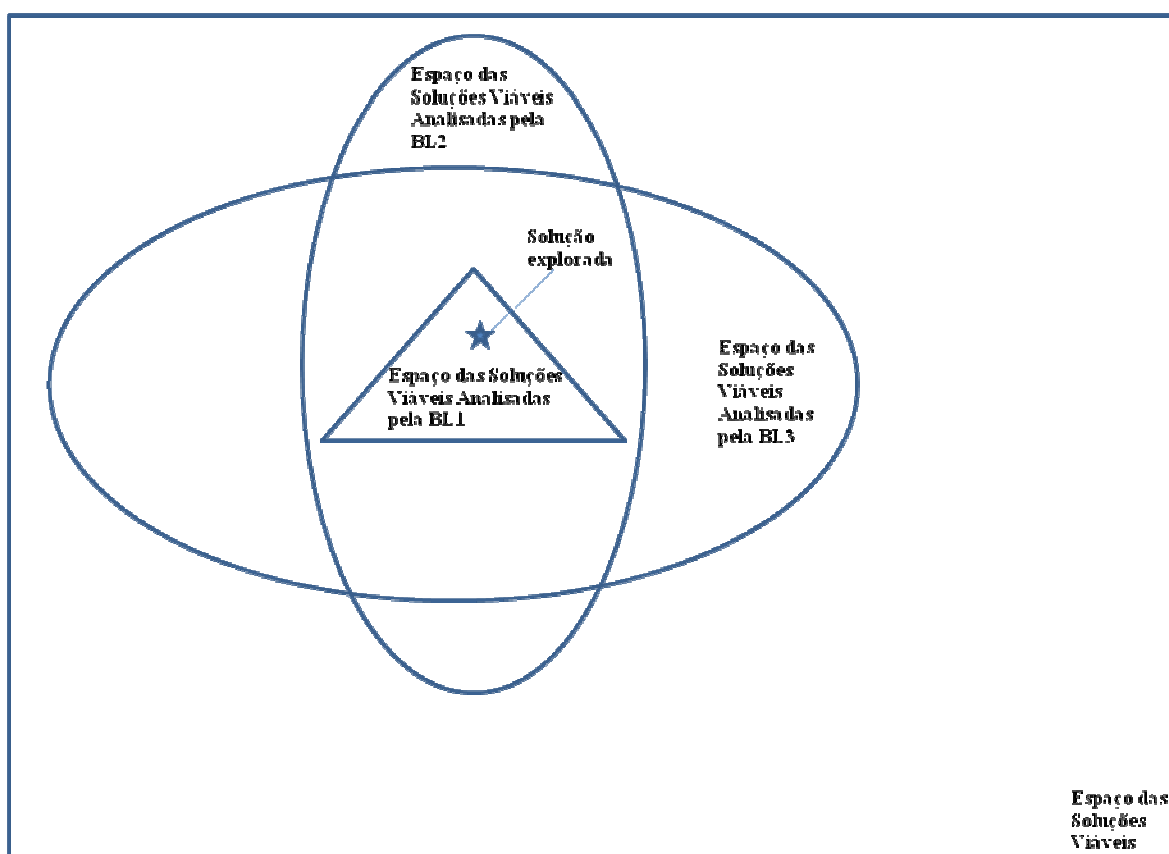 Espaço das
Soluções Viáveis
Analisadas pela
BL2
Solução
explorada
Espaço das Soluções
Viáveis Analisadas
pela BL1
Espaço das
Soluções
Viáveis
Analisadas
pela BL3
Espaço das
Soluções
Viáveis